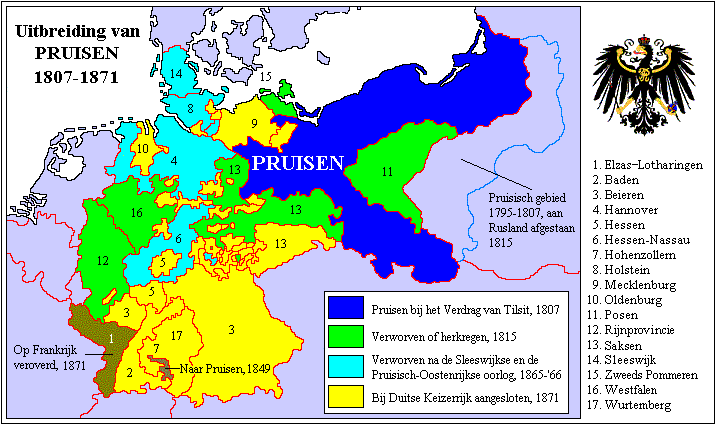 Uitbreiding van
PRUISEN
1807-1871
14
15
8
9
10
4
PRUISEN
13
11
16
13
6
13
12
5
5
3
1
17
3
7
2
Pruisisch gebied
1795-1807, aan
Rusland afgestaan
1815
Op Frankrijk
veroverd, 1871
Naar Pruisen, 1849
Pruisen bij het Verdrag van Tilsit, 1807
Verworven of herkregen, 1815
Verworven na de Sleeswijkse en de
Pruisisch-Oostenrijkse oorlog, 1865-'66
Bij Duitse Keizerrijk aangesloten, 1871
1. Elzas-Lotharingen
2. Baden
3. Beieren
4. Hannover
5. Hessen
6. Hessen-Nassau
7. Hohenzollern
8. Holstein
9. Mecklenburg
10. Oldenburg
11. Posen
12. Rijnprovincie
13. Saksen
14. Sleeswijk
15. Zweeds Pommeren
16. Westfalen
17. Wurtemberg